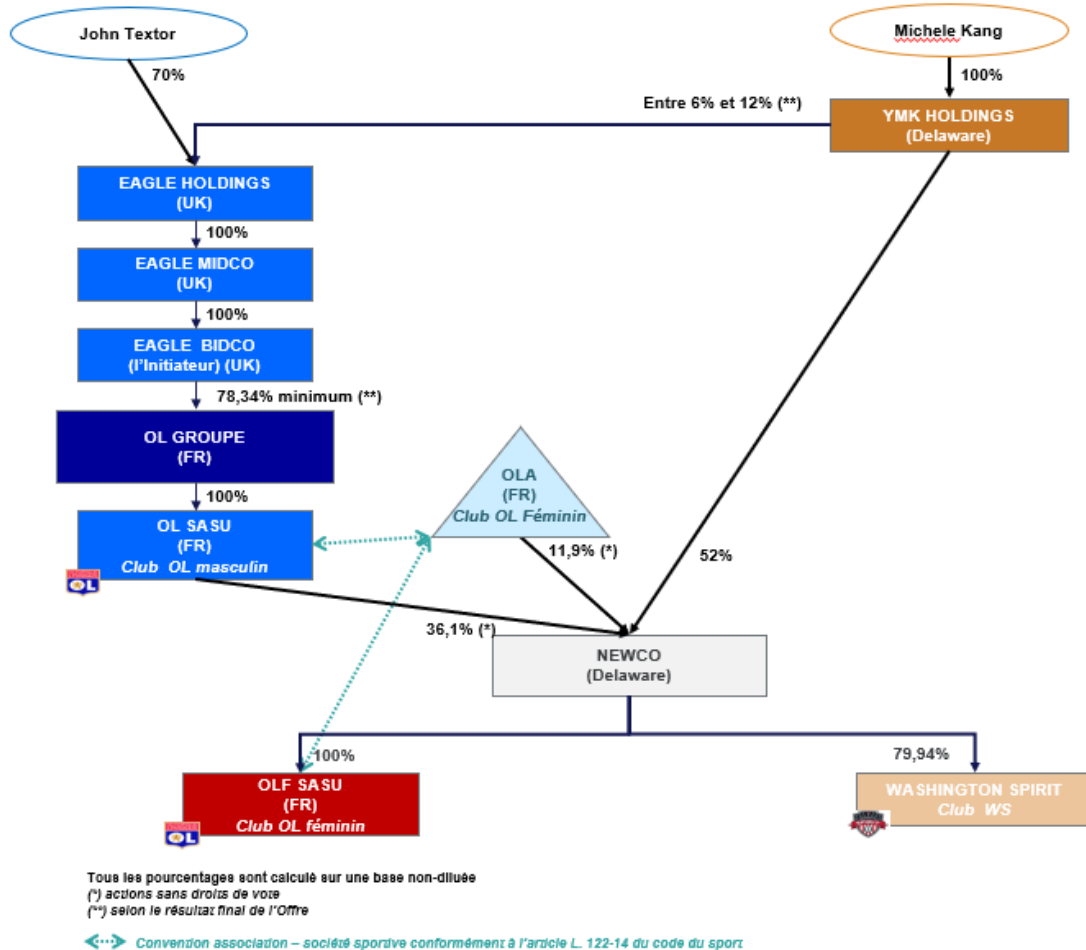 John Textor
Michele Kang
70%
100%
Entre 6% et 12% (**)
YMK HOLDINGS
(Delaware)
EAGLE HOLDINGS
(UK)
100%
EAGLE MIDCO
(UK)
100%
EAGLE BIDCO
(l'Initiateur) (UK)
78,34% minimum (**)
OL GROUPE
(FR)
100%
OLA
(FR)
Club OL Féminin
OL SASU
(FR)
Club OL masculin
OL
11,9% (*)
52%
36,1% (*)
NEWCO
(Delaware)
100%
79,94%
OLF SASU
(FR)
Club OL féminin
OL
WASHINGTON SPIRIT
Club WS
Tous les pourcentages sont calculé sur une base non-diluée
(*) actions sans droits de vote
(**) selon le résultat final de l'Offre
Convention association – société sportive conformément à l'article L. 122-14 du code du sport